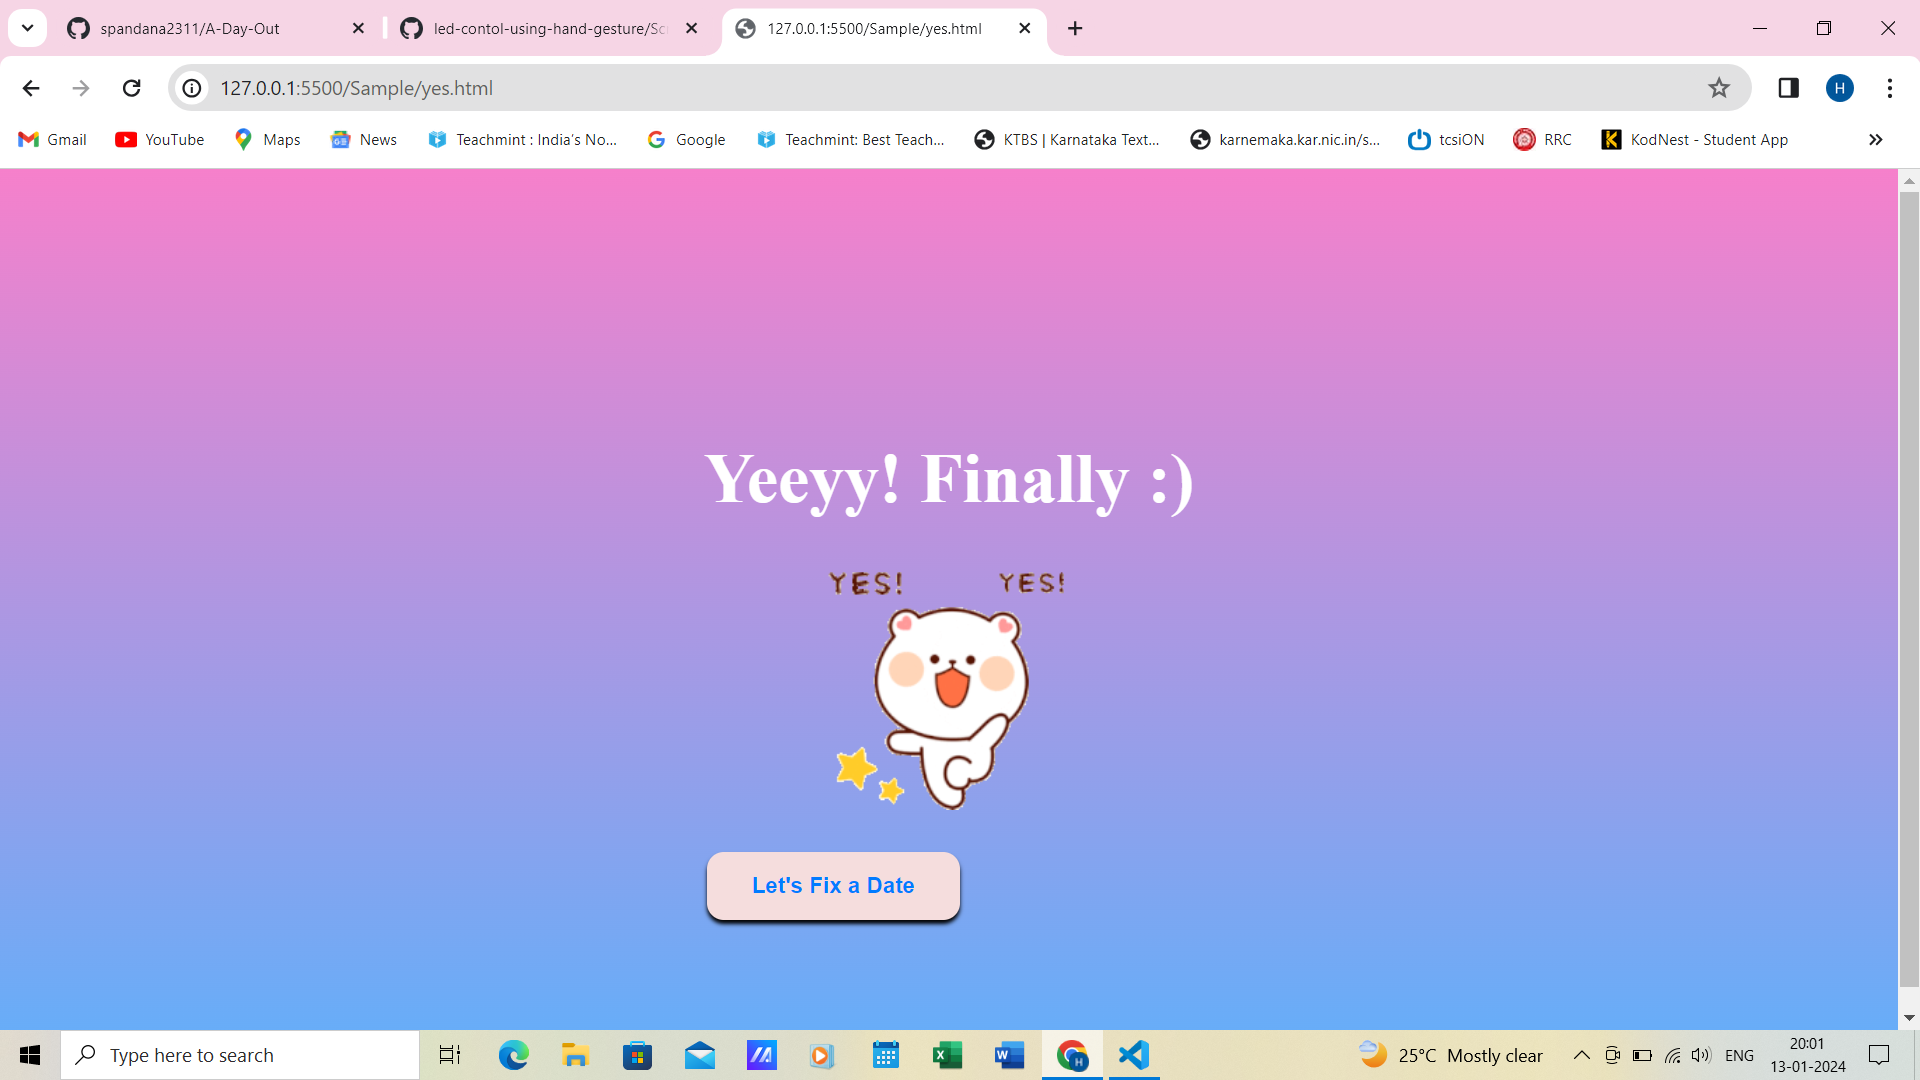 spandana2311/A-Day-Out
led-contol-using-hand-gesture/Sc
127.0.0.1:5500/Sample/yes.html
127.0.0.1:5500/Sample/yes.html
H
Gmail
YouTube
Maps
News
Teachmint : India's No...
Google
Teachmint: Best Teach...
KTBS | Karnataka Text...
karnemaka.kar.nic.in/s...
tcsiON
RRC
KodNest - Student App
Yeeyy! Finally :)
YES! YES!
Let's Fix a Date
Type here to search
25°C Mostly clear
ENG
20:01
13-01-2024